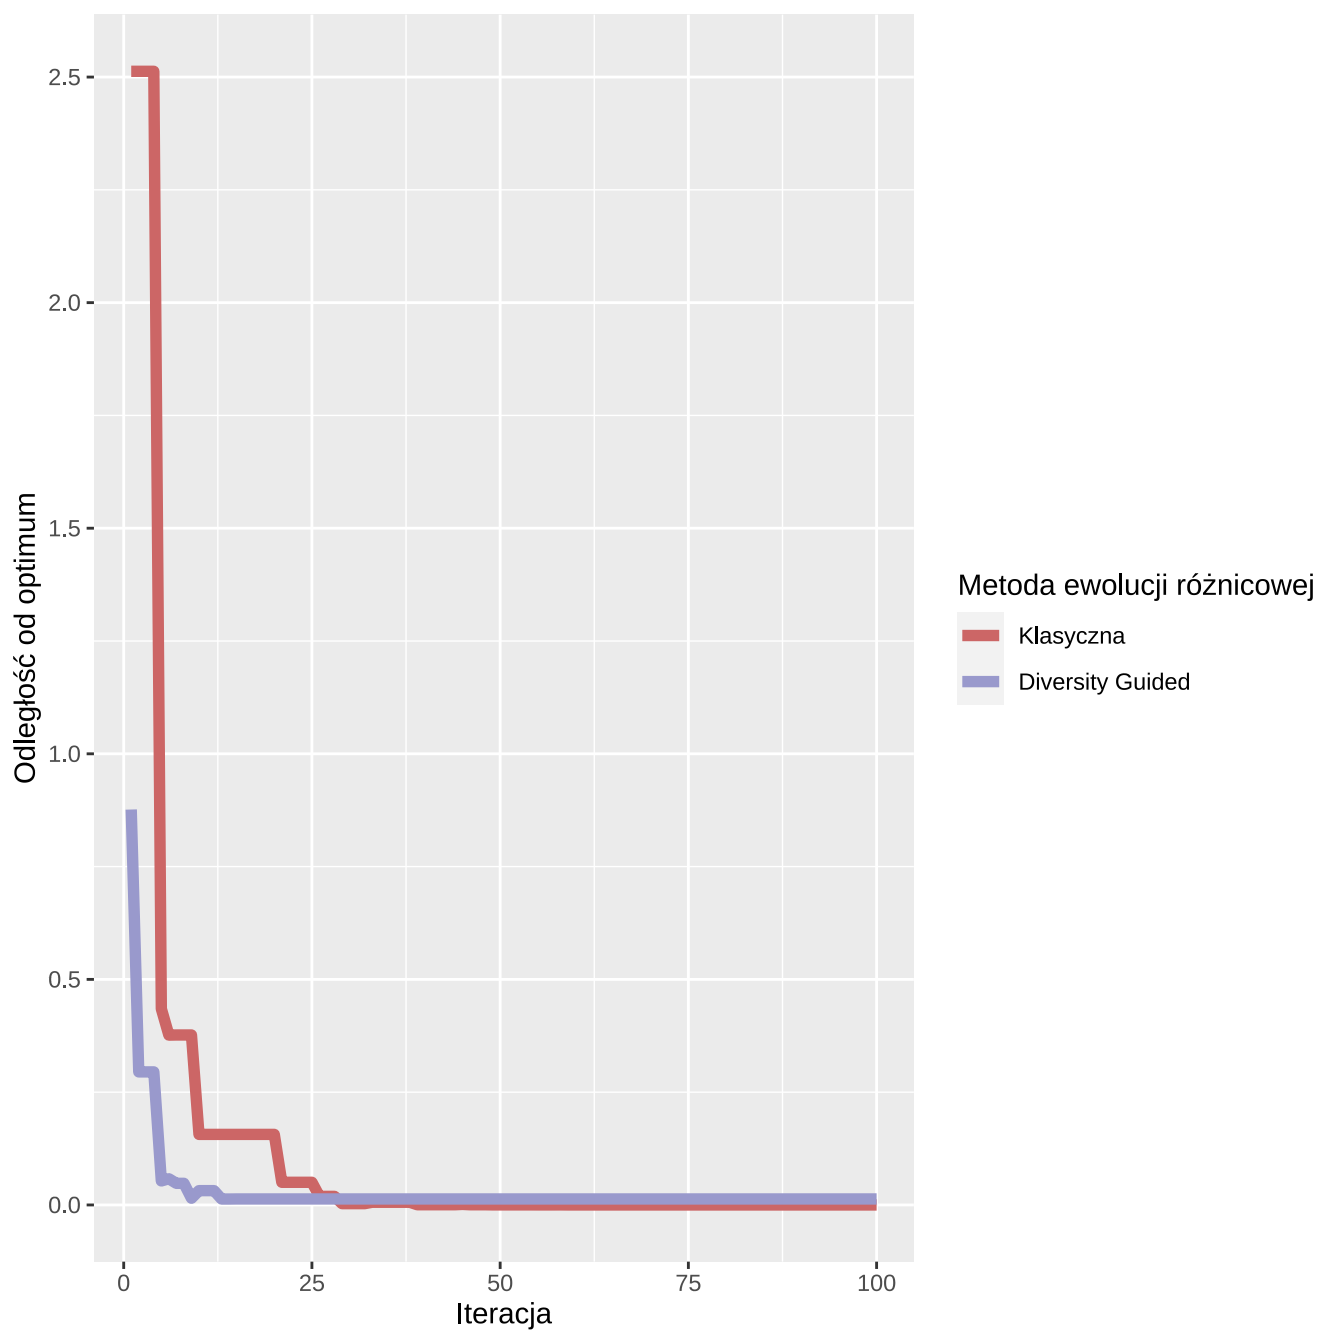 2.5
2.0
1.5
1.0
0.5
0.0
0 25 50 75 100
Iteracja
Odległość od optimum
Metoda ewolucji różnicowej
Klasyczna
Diversity Guided